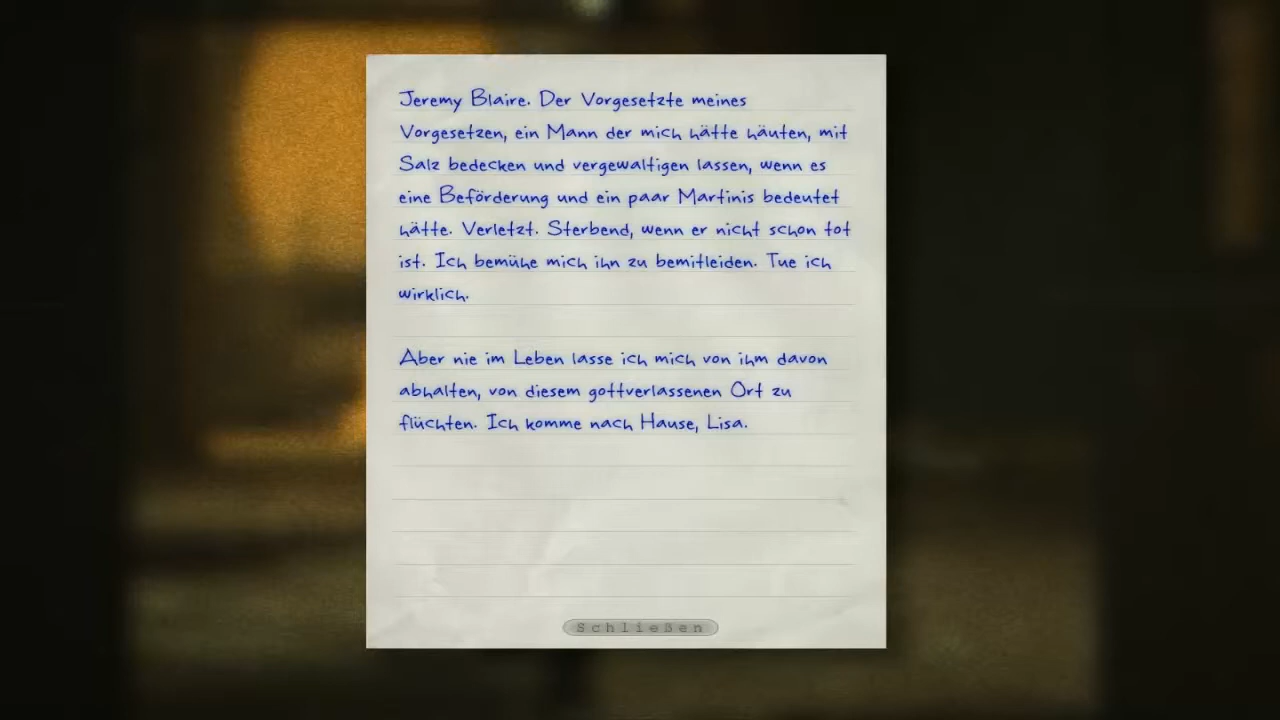 Jeremy Blaire. Der Vorgesetzte meines
Vorgesetzen, ein Mann der mich hätte häuten, mit
Salz bedecken und vergewaltigen lassen, wenn es
eine Beförderung und ein paar Martinis bedeutet
hätte. Verletzt. Sterbend, wenn er nicht schon tot
ist. Ich bemühe mich ihn zu bemitleiden. Tue ich
wirklich.
Aber nie im Leben lasse ich mich von ihm davon
abhalten, von diesem gottverlassenen Ort zu
flüchten. Ich komme nach Hause, Lisa.
Schließen